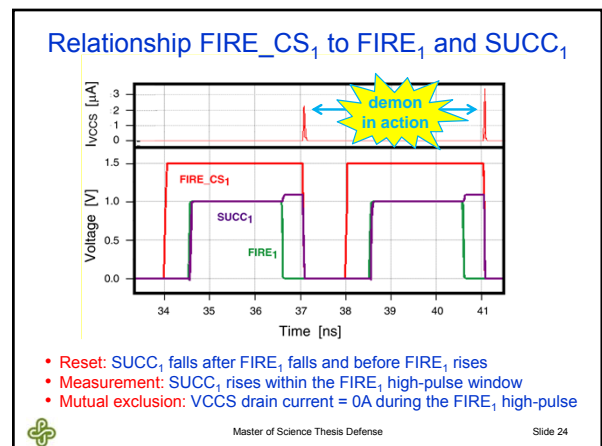 Relationship FIRE_CS₁ to FIRE₁ and SUCC₁
I_VCCS [µA]
3
2
1
0
demon
in action
Voltage [V]
1.5
1.0
0.5
0.0
FIRE_CS₁
SUCC₁
FIRE₁
34 35 36 37 38 39 40 41
Time [ns]
• Reset: SUCC₁ falls after FIRE₁ falls and before FIRE₁ rises
• Measurement: SUCC₁ rises within the FIRE₁ high-pulse window
• Mutual exclusion: VCCS drain current = 0A during the FIRE₁ high-pulse
Master of Science Thesis Defense Slide 24